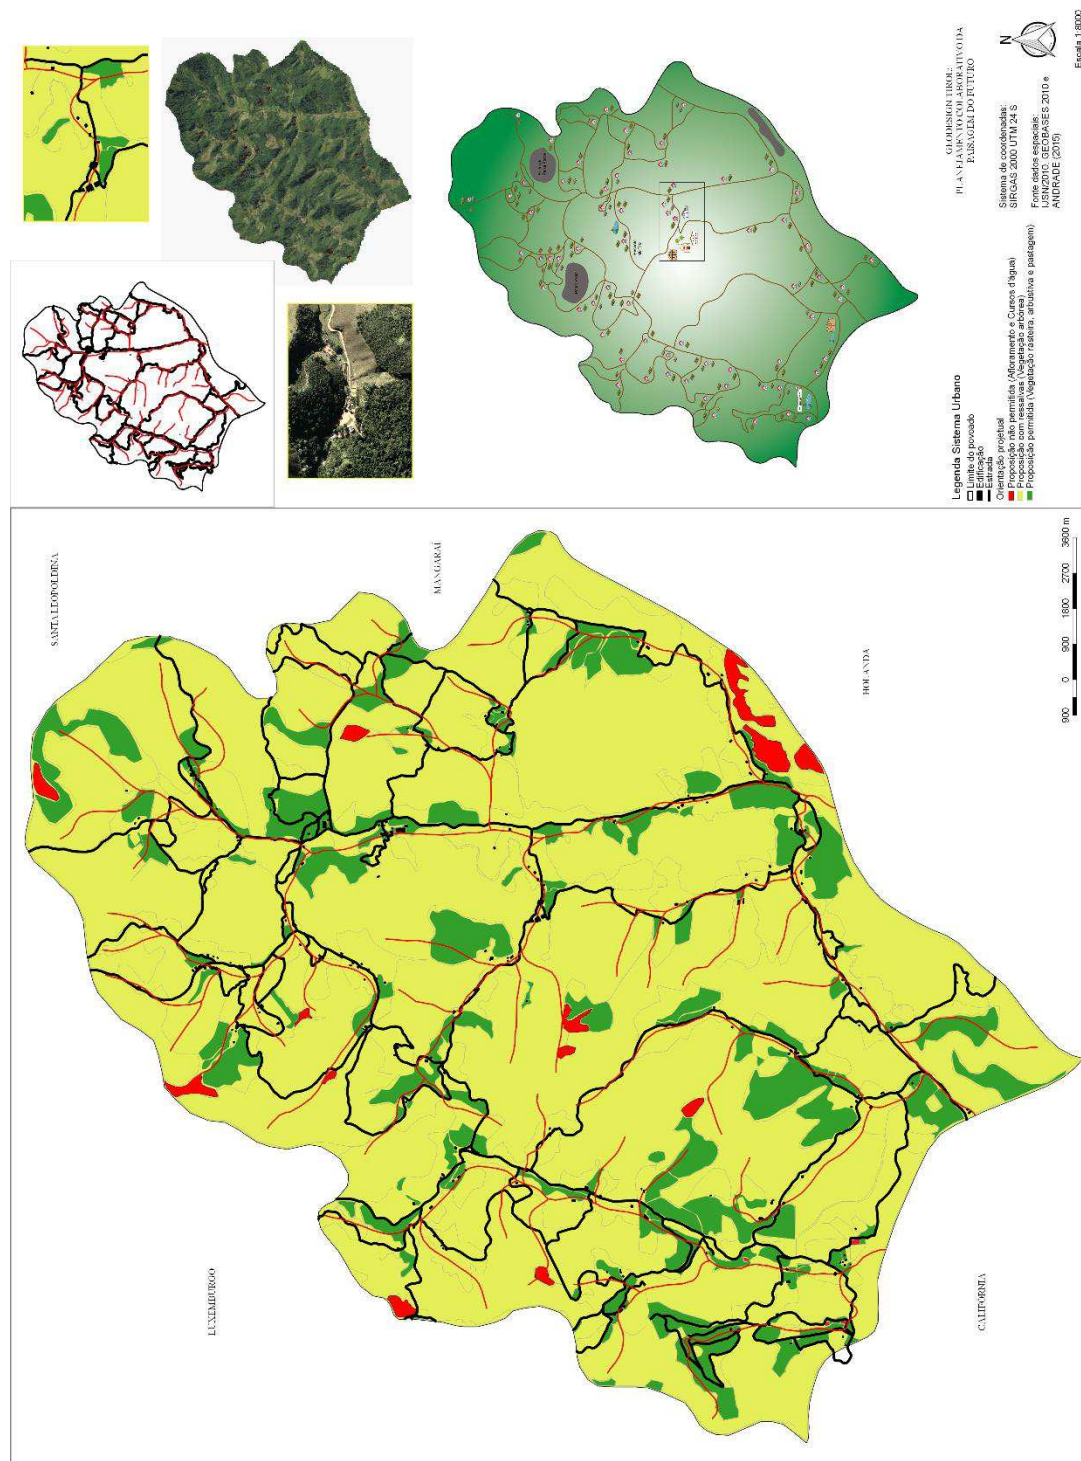 SANTA LEOPOLDINA
MANGARAÍ
HOLANDA
LUXEMBURGO
CALIFÓRNIA
900 0 900 1800 2700 3600 m
Legenda Sistema Urbano
Limite do povoado
Edificação
Estrada
Orientação projetual
Proposição não permitida (Afloramento e Cursos d'água)
Proposição com ressalvas (Vegetação arbórea)
Proposição permitida (Vegetação rasteira, arbustiva e pastagem)
GEODESIGN TIROL:
PLANEJAMENTO COLABORATIVO DA
PAISAGEM DO FUTURO
Sistema de coordenadas:
SIRGAS 2000 UTM 24 S
Fonte dados espaciais:
IJSN/2010, GEOBASES 2010 e
ANDRADE (2015)
N
Escala 1:8000